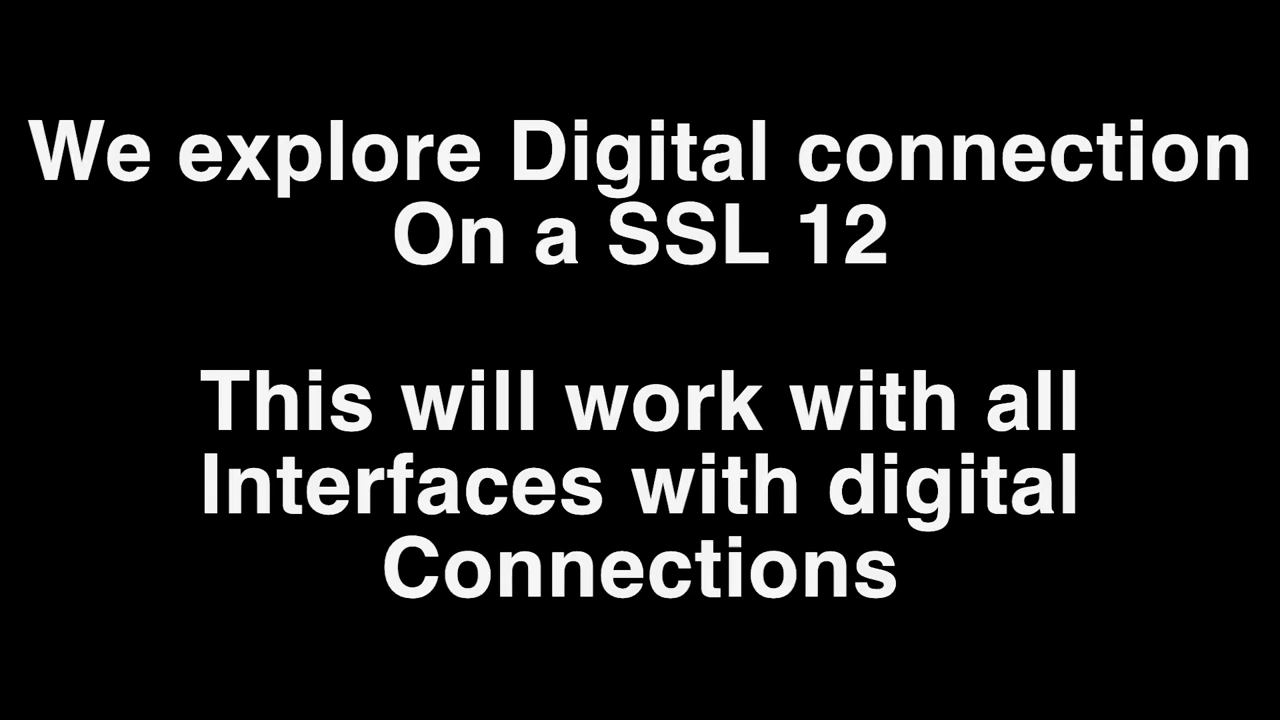 We explore Digital connection
On a SSL 12
This will work with all
Interfaces with digital
Connections